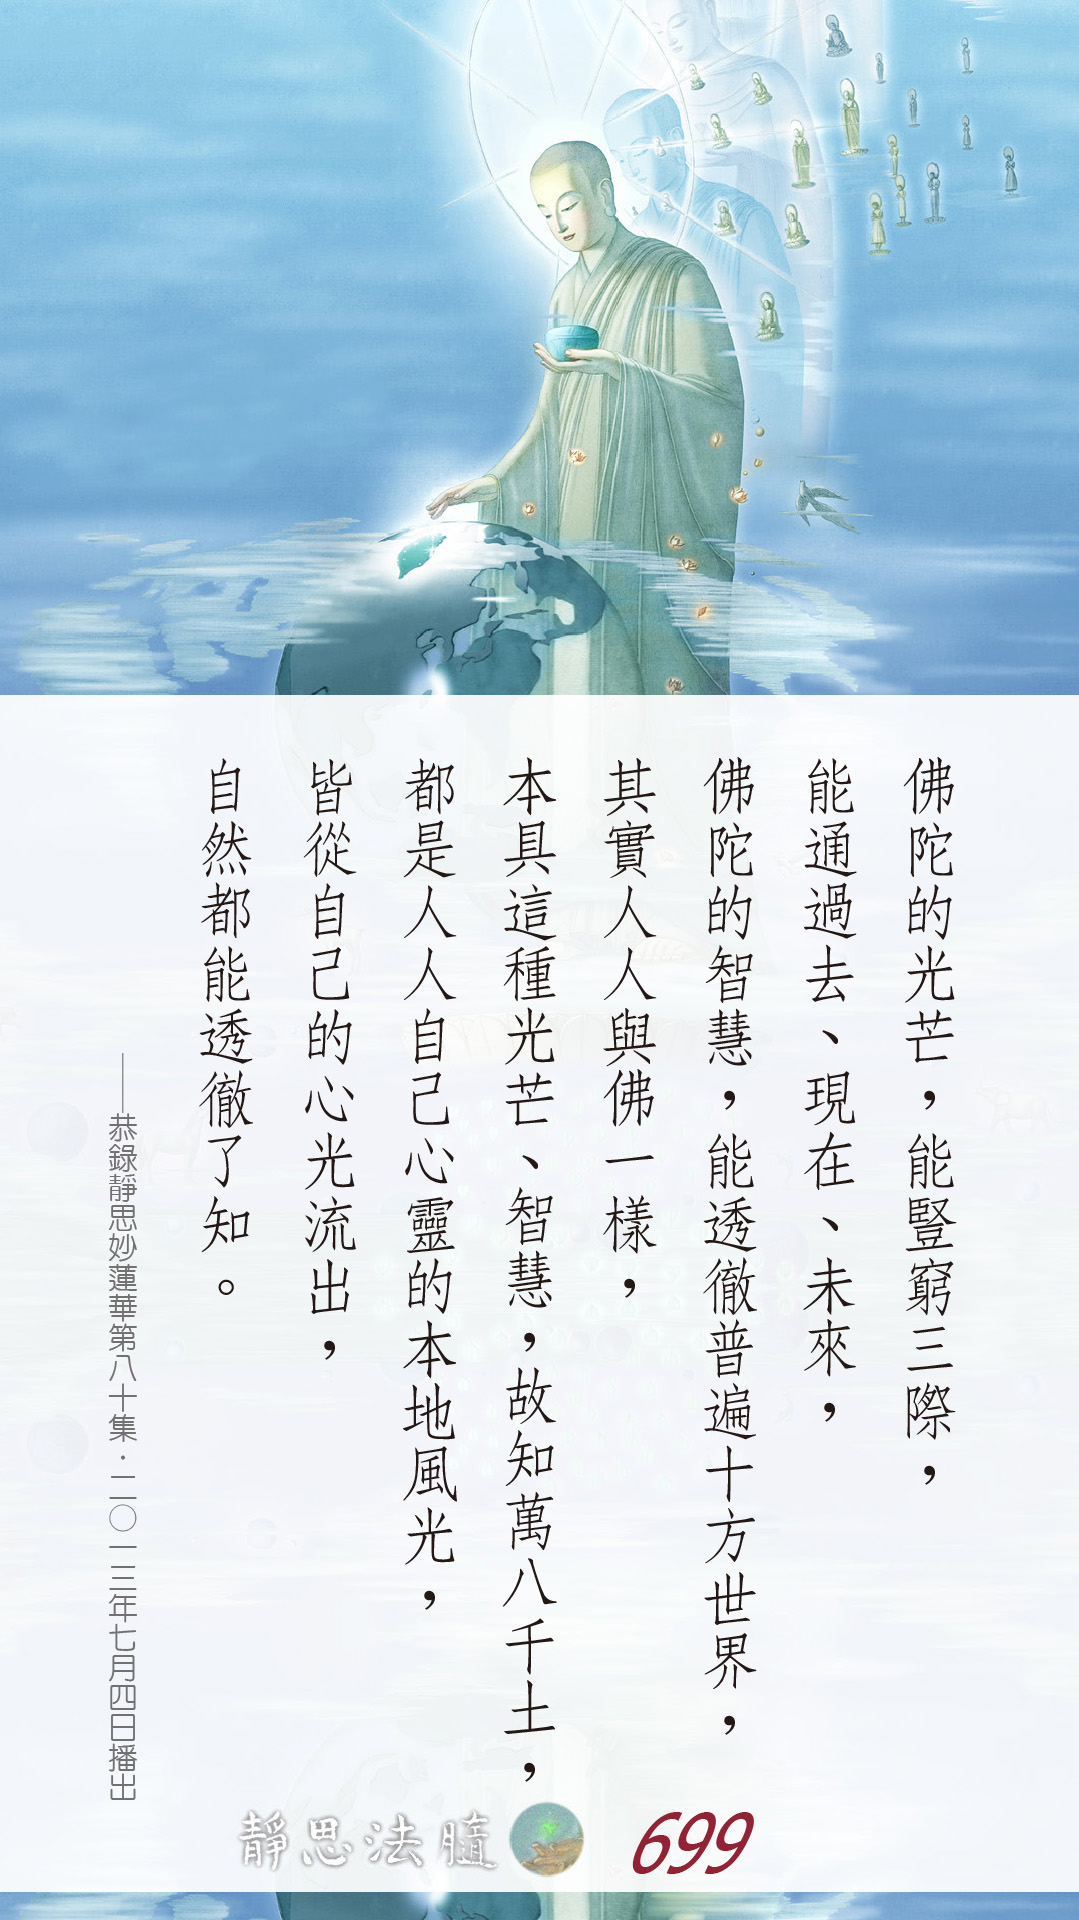 佛陀的光芒，能豎窮三際，
能通過去、現在、未來，
佛陀的智慧，能透徹普遍十方世界，
其實人人與佛一樣，
本具這種光芒、智慧，故知萬八千土，
都是人人自己心靈的本地風光，
皆從自己的心光流出，
自然都能透徹了知。
——恭錄靜思妙蓮華第八十集．二〇一三年七月四日播出
靜思法髓
699